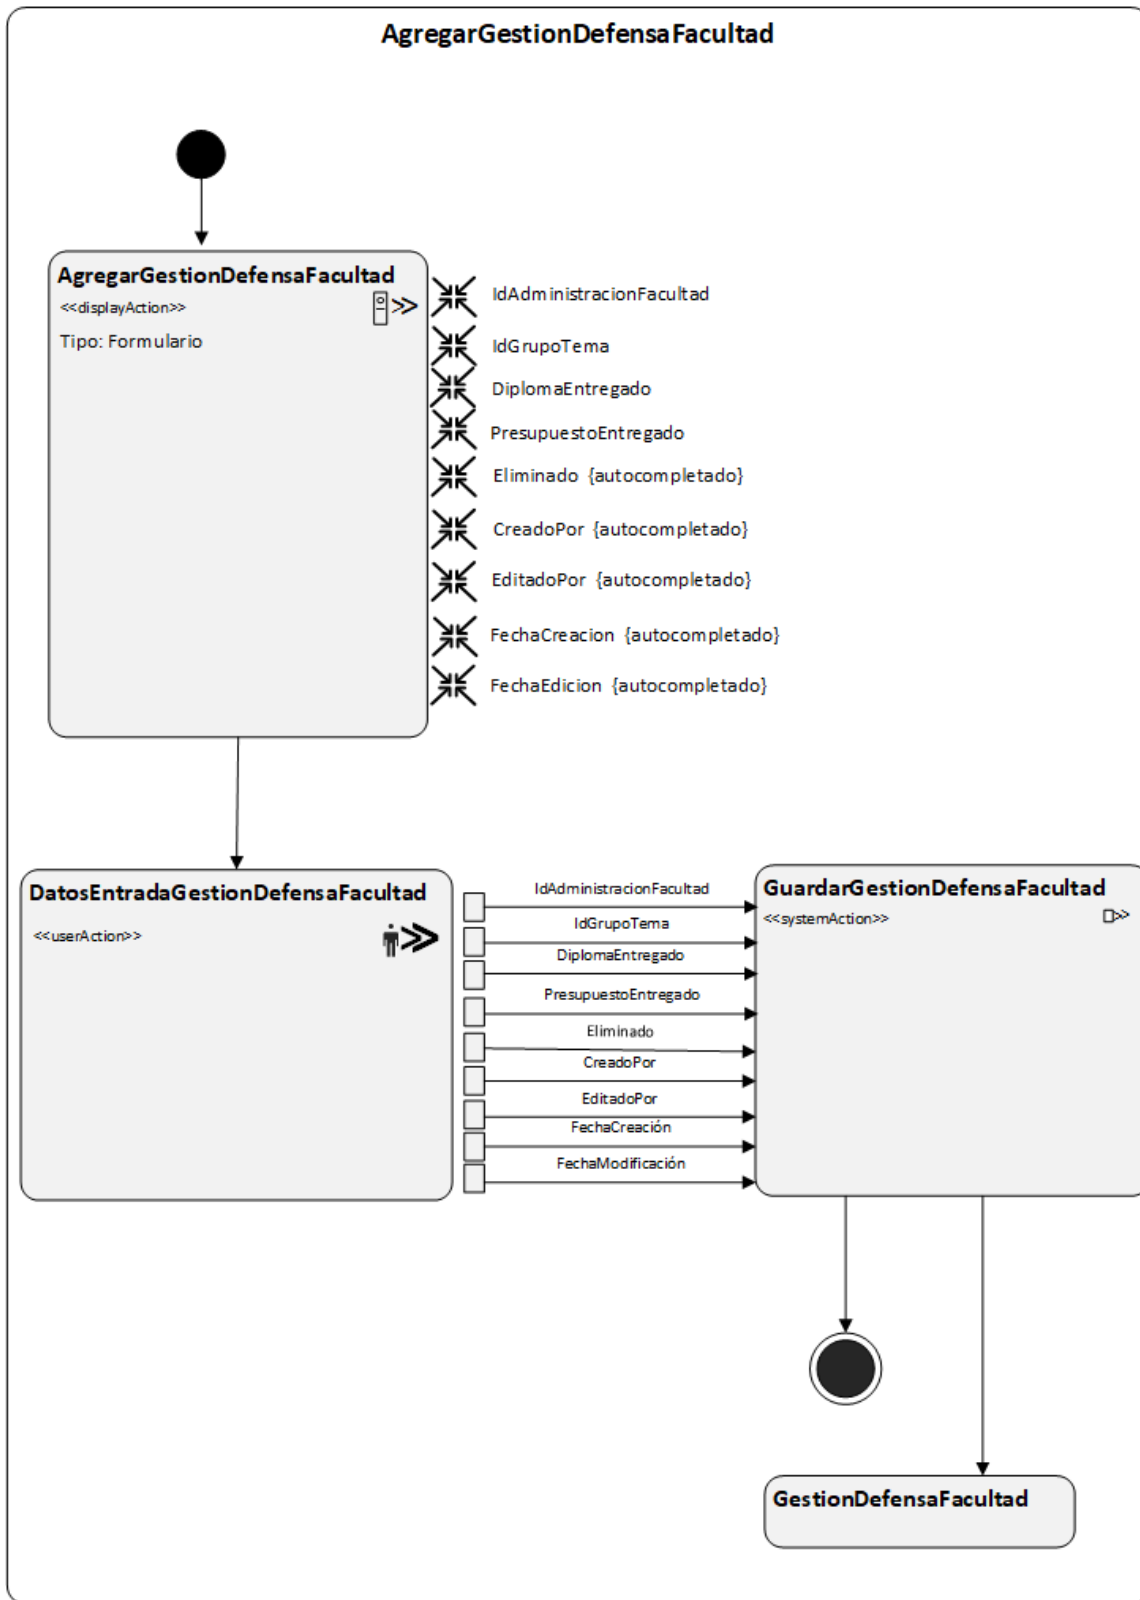 AgregarGestionDefensaFacultad
AgregarGestionDefensaFacultad
<<displayAction>>
Tipo: Formulario
IdAdministracionFacultad
IdGrupoTema
DiplomaEntregado
PresupuestoEntregado
Eliminado {autocompletado}
CreadoPor {autocompletado}
EditadoPor {autocompletado}
FechaCreacion {autocompletado}
FechaEdicion {autocompletado}
DatosEntradaGestionDefensaFacultad
<<userAction>>
IdAdministracionFacultad
IdGrupoTema
DiplomaEntregado
PresupuestoEntregado
Eliminado
CreadoPor
EditadoPor
FechaCreación
FechaModificación
GuardarGestionDefensaFacultad
<<systemAction>>
GestionDefensaFacultad